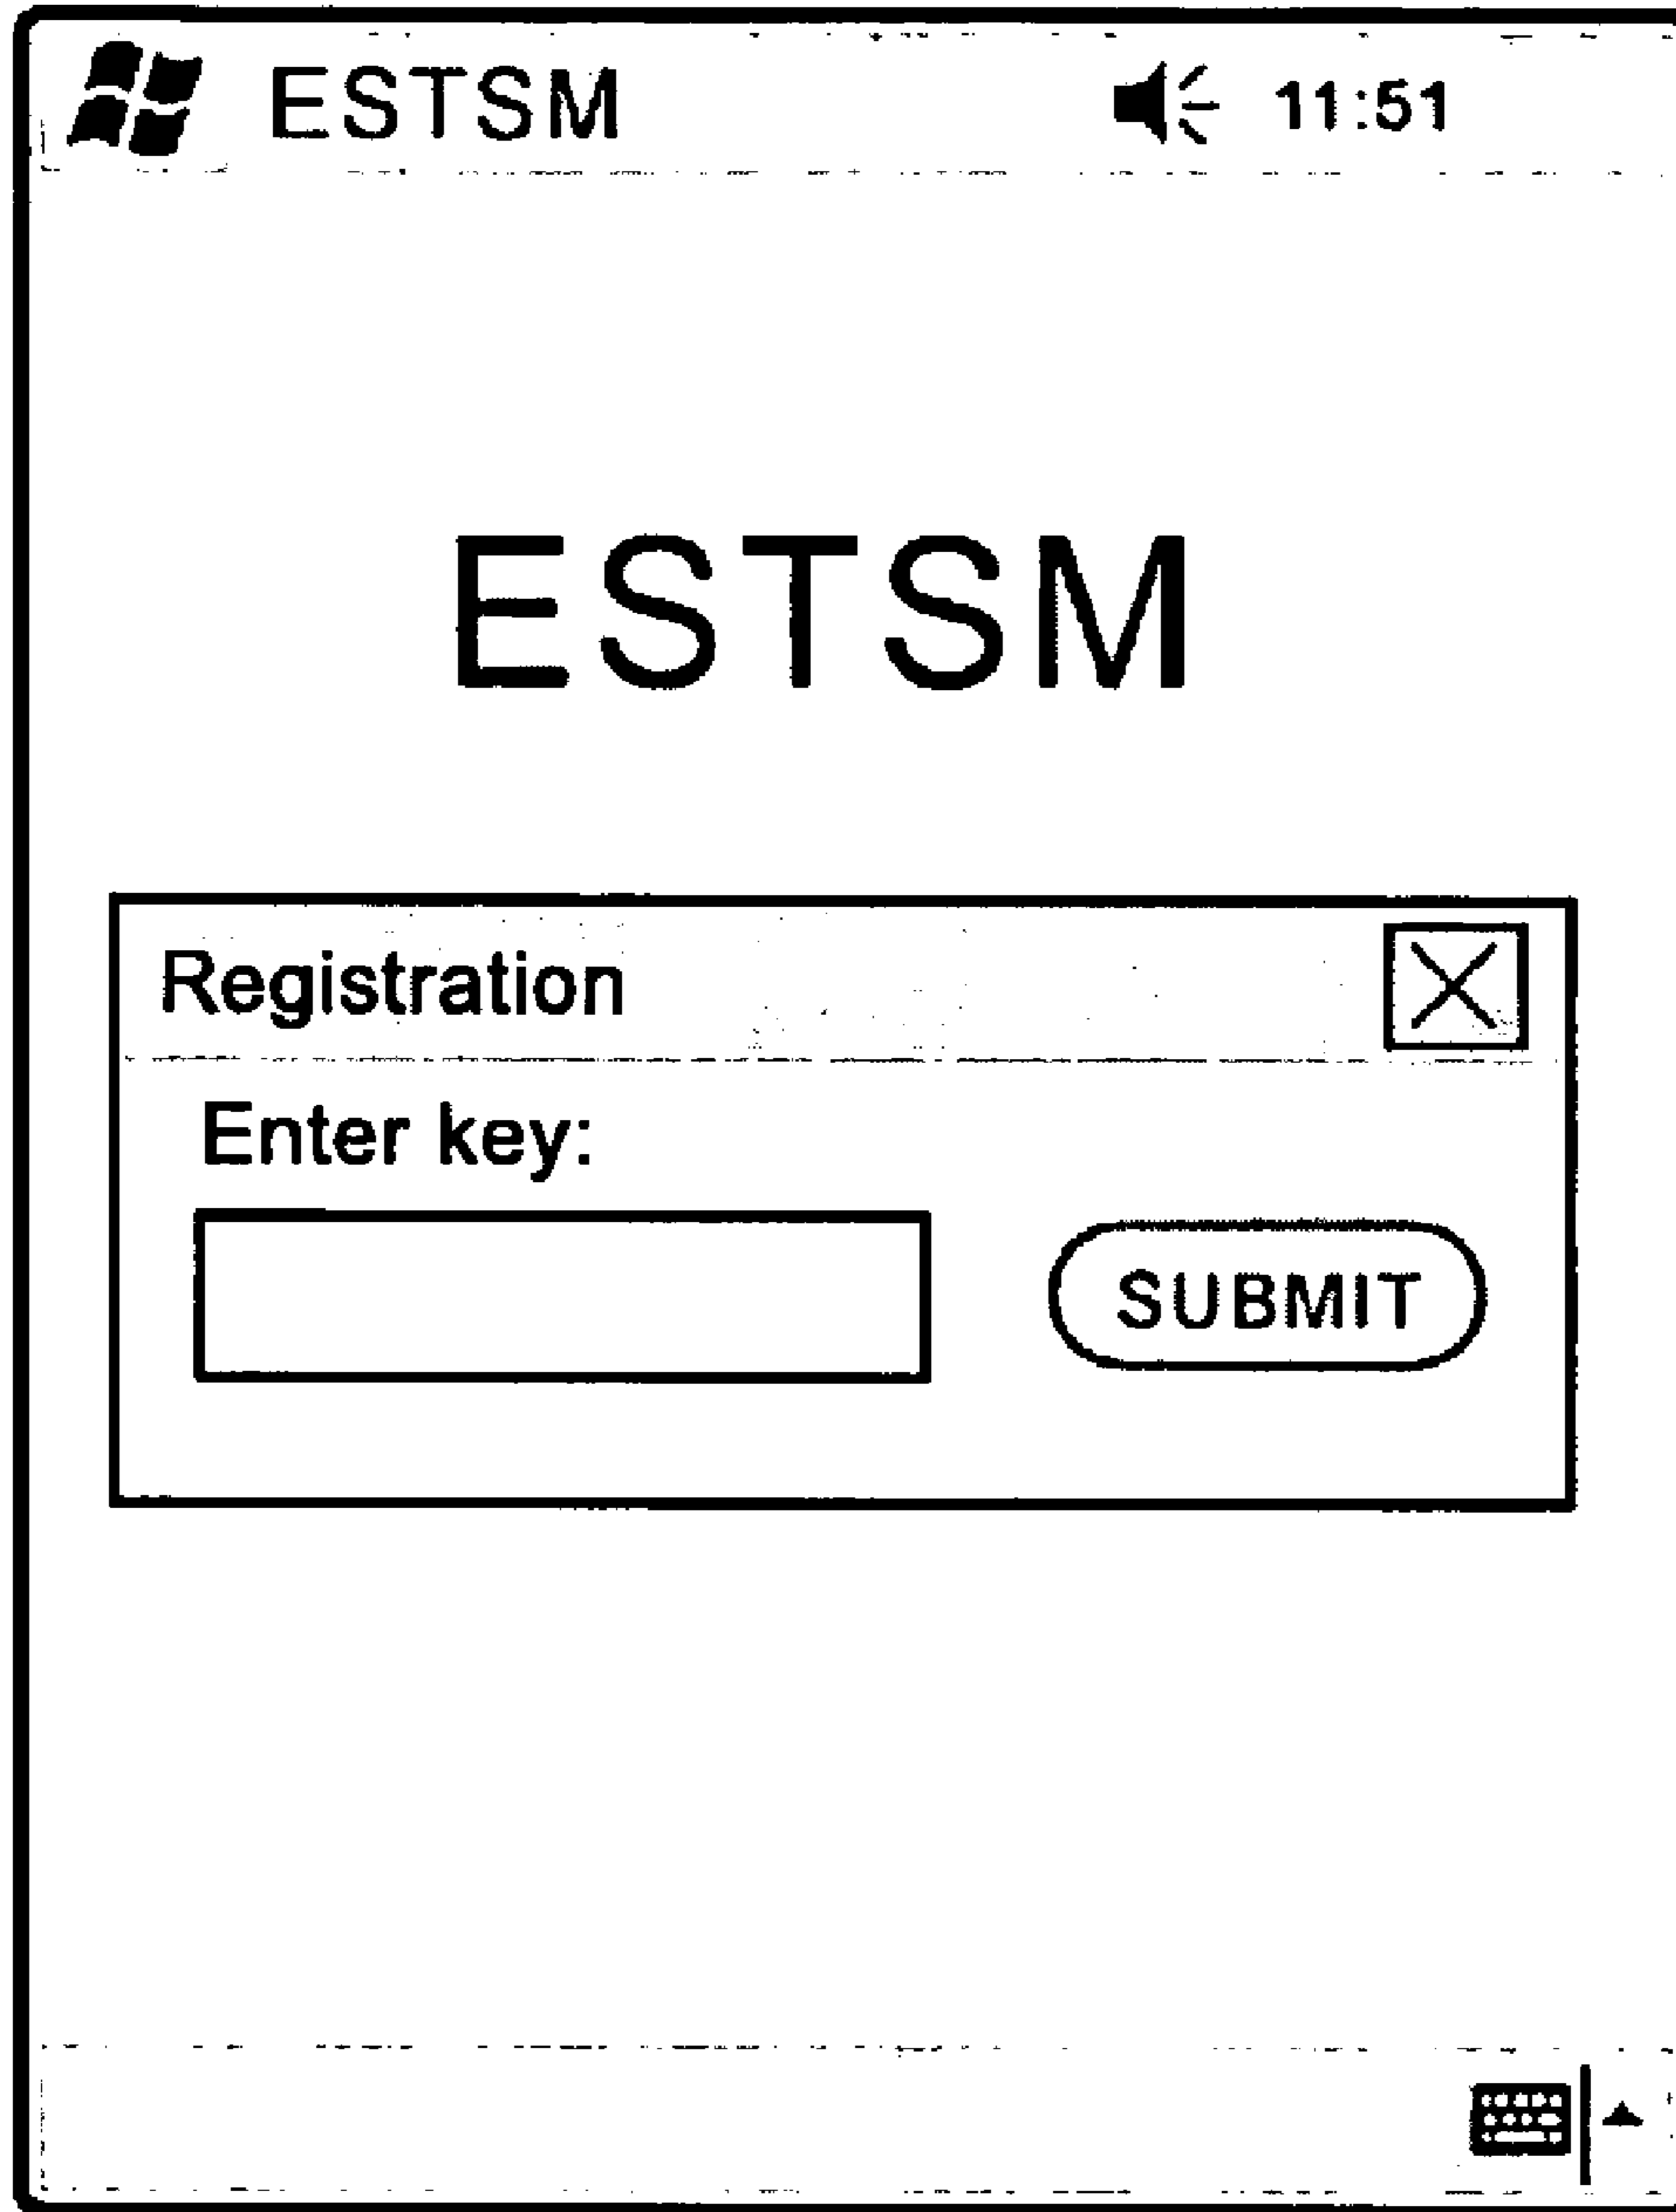 ESTSM 11:51
ESTSM
Registration
Enter key:
SUBMIT